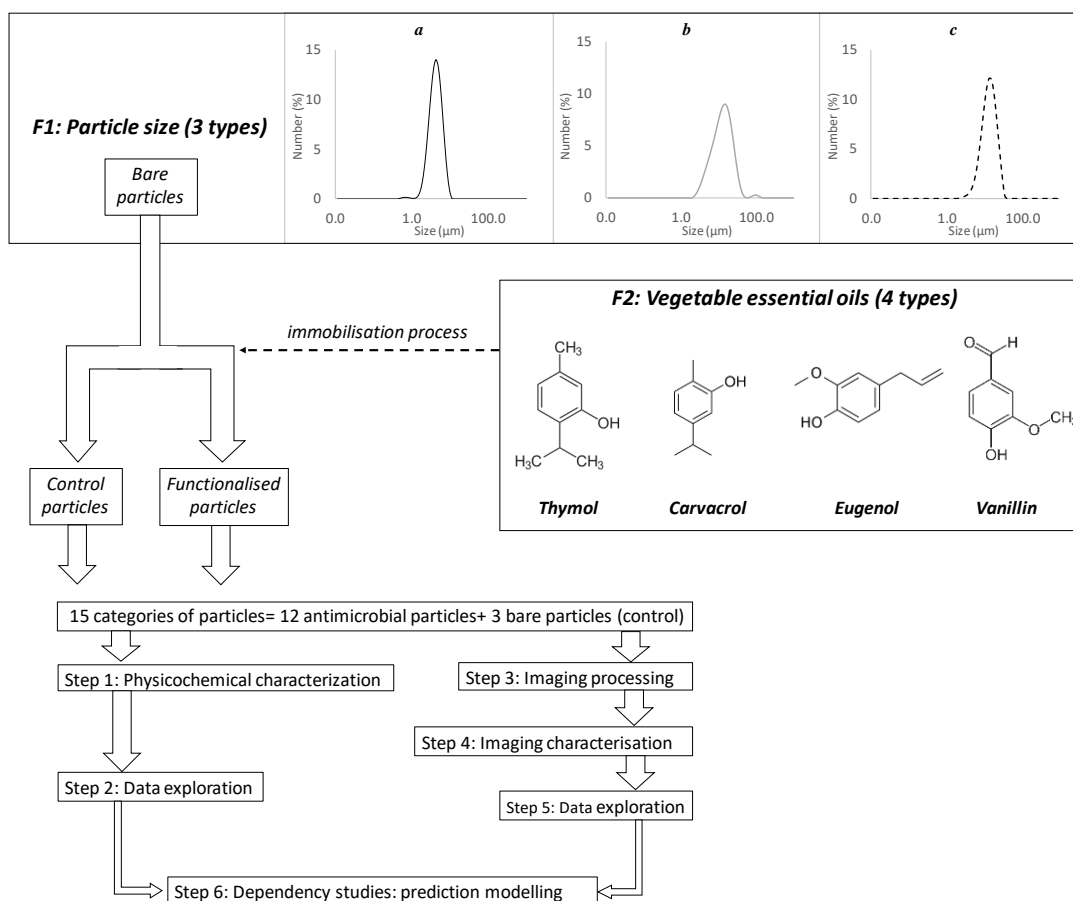 a
b
c
F1: Particle size (3 types)
Bare
particles
15
10
5
0
Number (%)
0.0
1.0
100.0
Size (µm)
15
10
5
0
Number (%)
0.0
1.0
100.0
Size (µm)
15
10
5
0
Number (%)
0.0
1.0
100.0
Size (µm)
immobilisation process
F2: Vegetable essential oils (4 types)
CH3
OH
H3C
CH3
Thymol
OH
Carvacrol
O
HO
Eugenol
O
H
O
CH3
OH
Vanillin
Control
particles
Functionalised
particles
15 categories of particles= 12 antimicrobial particles+ 3 bare particles (control)
Step 1: Physicochemical characterization
Step 3: Imaging processing
Step 4: Imaging characterisation
Step 2: Data exploration
Step 5: Data exploration
Step 6: Dependency studies: prediction modelling